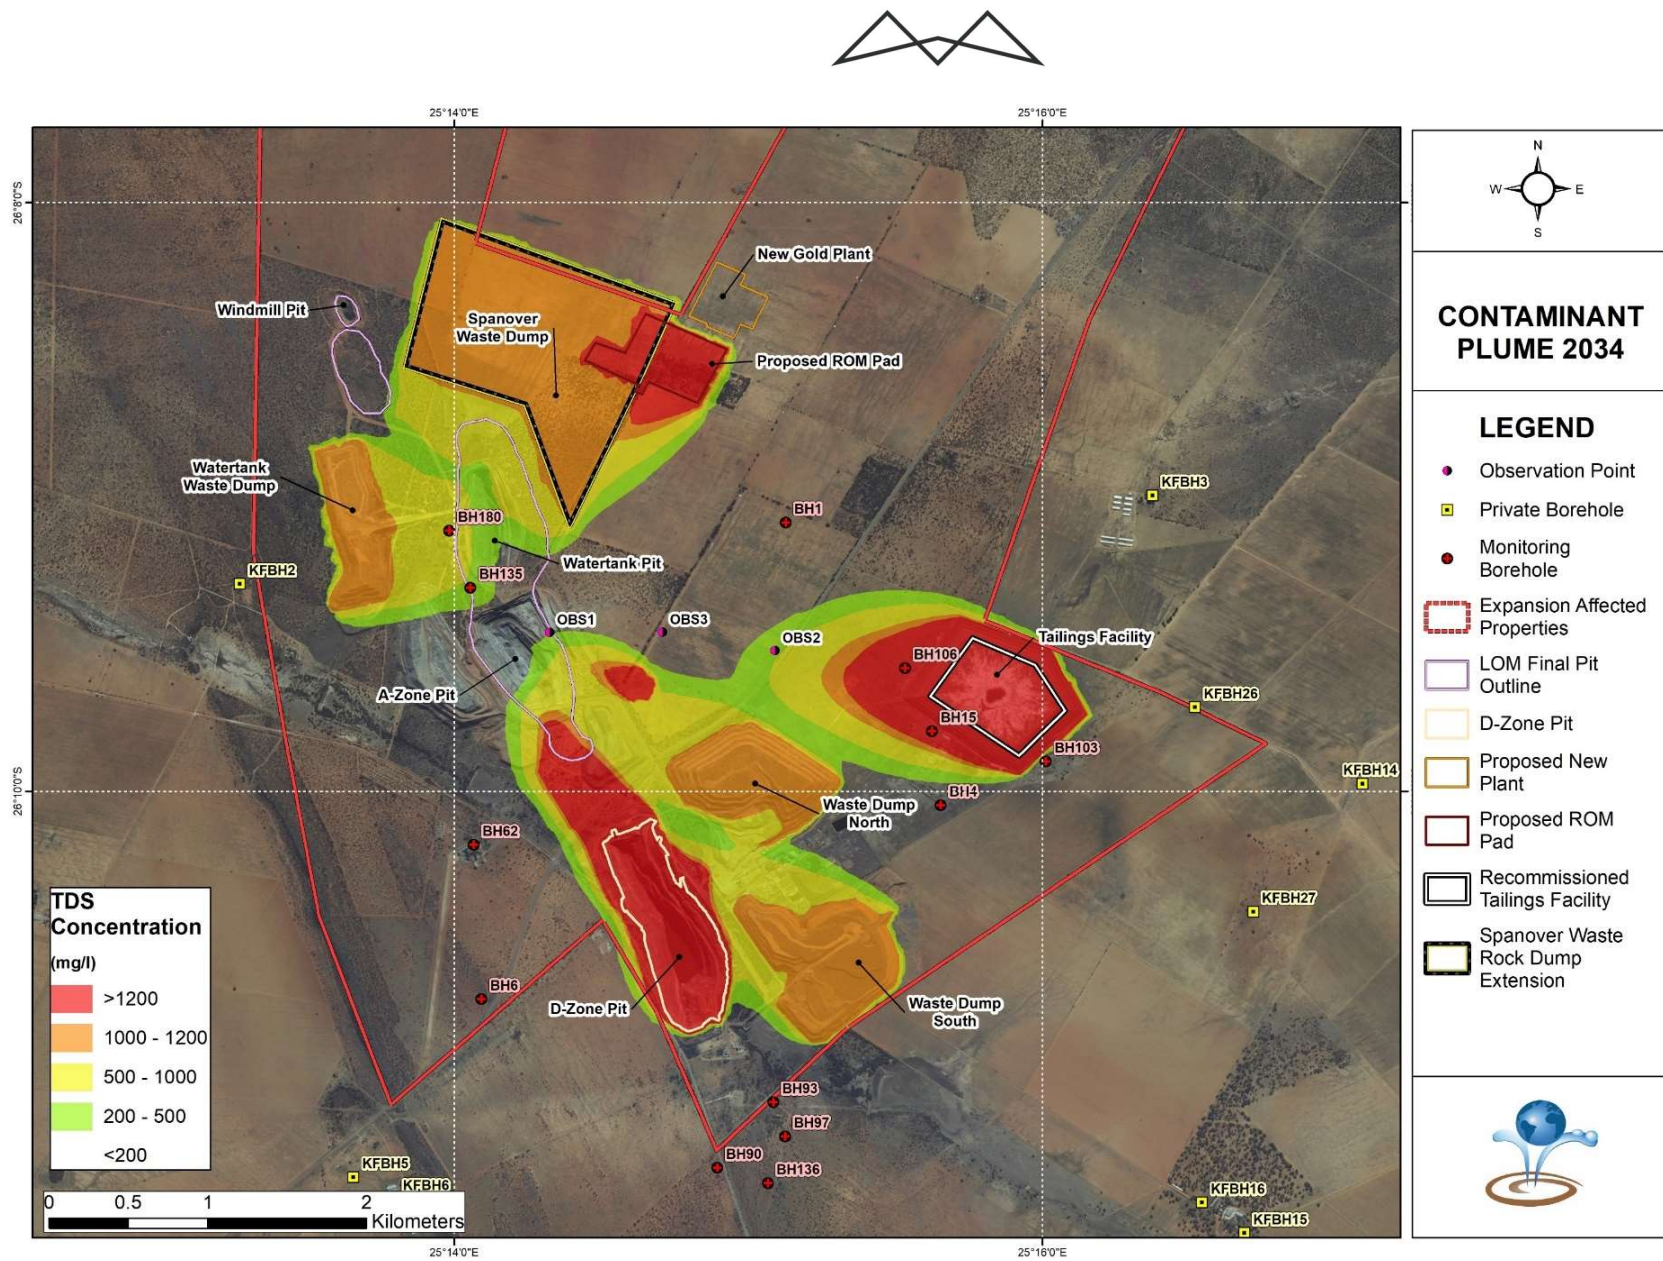 25°14'0"E
25°16'0"E
26°8'0"S
26°10'0"S
25°14'0"E
25°16'0"E
New Gold Plant
Windmill Pit
Spanover
Waste Dump
Proposed ROM Pad
Watertank
Waste Dump
KFBH3
BH180
BH1
Watertank Pit
KFBH2
BH135
OBS1
OBS3
OBS2
Tailings Facility
BH106
A-Zone Pit
KFBH26
BH15
BH103
KFBH14
BH4
Waste Dump
North
BH62
KFBH27
BH6
D-Zone Pit
Waste Dump
South
BH93
BH97
BH90
BH136
KFBH5
KFBH6
KFBH16
KFBH15
TDS
Concentration
(mg/l)
>1200
1000 - 1200
500 - 1000
200 - 500
<200
0 0.5 1 2
Kilometers
N
W E
S
CONTAMINANT
PLUME 2034
LEGEND
Observation Point
Private Borehole
Monitoring
Borehole
Expansion Affected
Properties
LOM Final Pit
Outline
D-Zone Pit
Proposed New
Plant
Proposed ROM
Pad
Recommissioned
Tailings Facility
Spanover Waste
Rock Dump
Extension